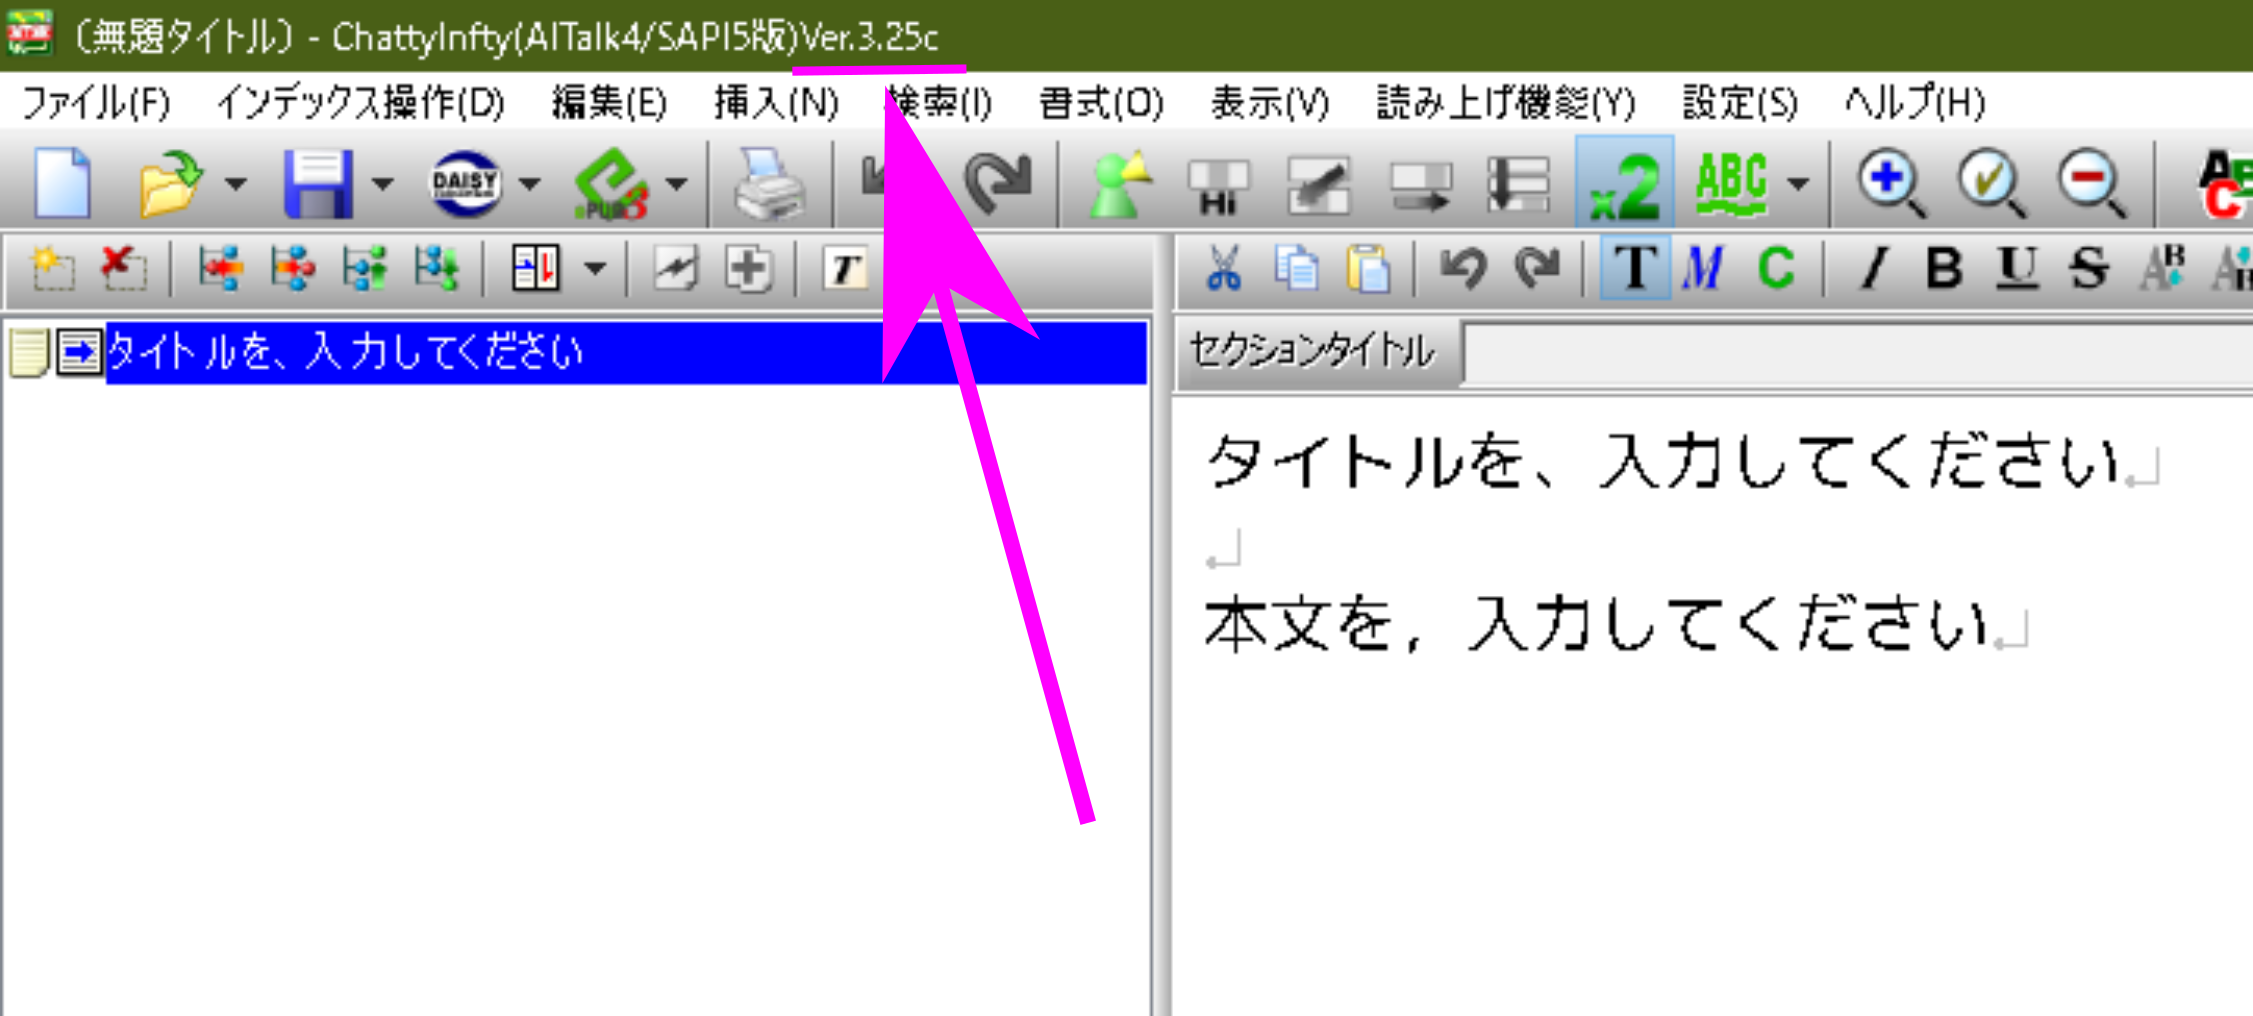 （無題タイトル） - ChattyInfty(AITalk4/SAPI5版)Ver.3.25c
ファイル(F) インデックス操作(D) 編集(E) 挿入(N) 検索(I) 書式(O) 表示(V) 読み上げ機能(Y) 設定(S) ヘルプ(H)
DAISY ePUB3 Hi x2 ABC
T T M C I B U S
タイトルを、入力してください
セクションタイトル
タイトルを、入力してください
本文を，入力してください